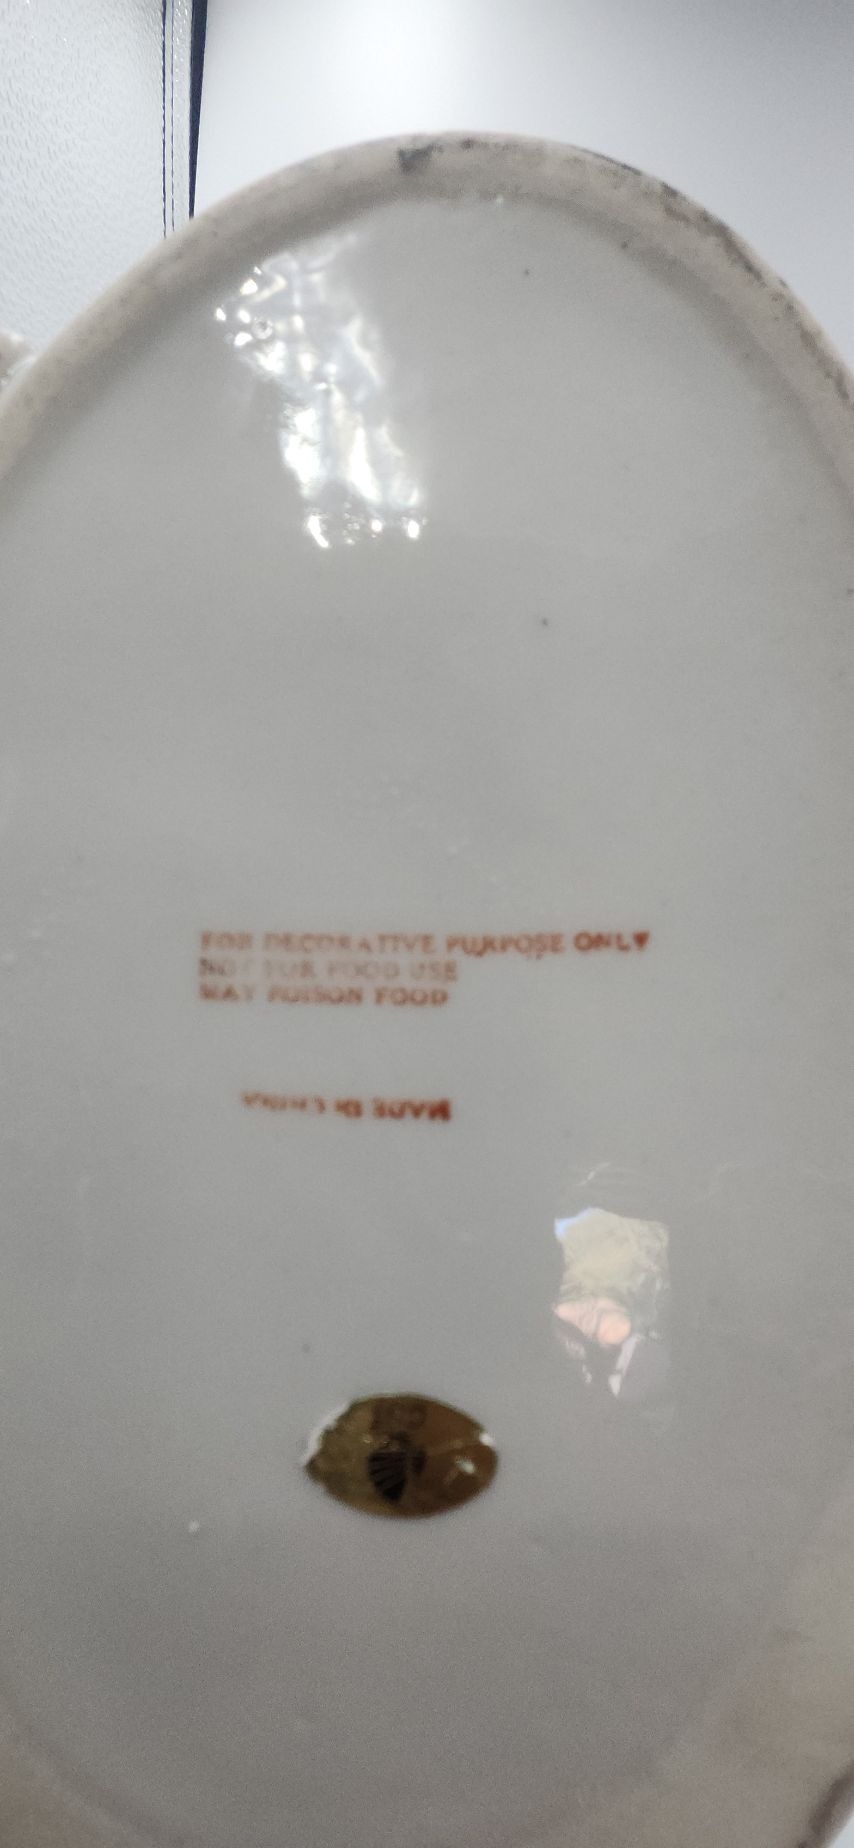 FOR DECORATIVE PURPOSE ONLY
NOT FOR FOOD USE
MAY POISON FOOD
MADE IN CHINA